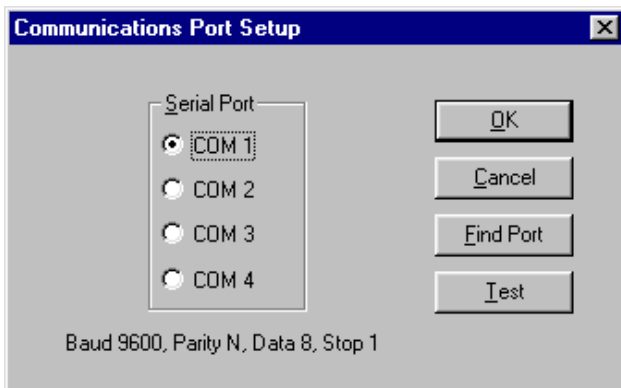 Communications Port Setup
Serial Port
COM 1
COM 2
COM 3
COM 4
OK
Cancel
Find Port
Test
Baud 9600, Parity N, Data 8, Stop 1